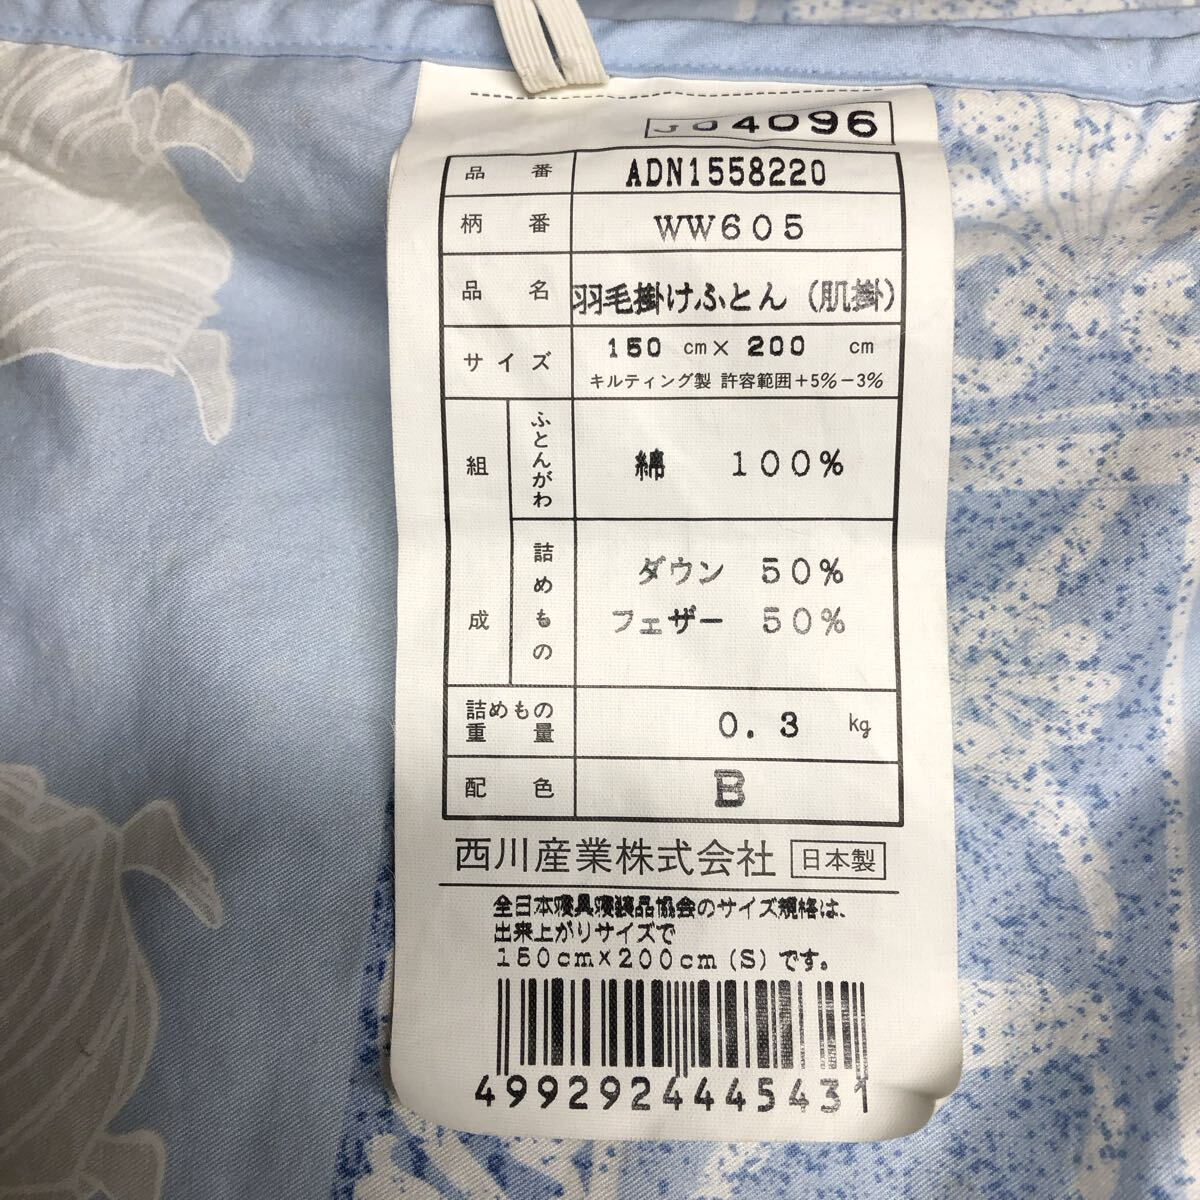 J04096
品番 ADN1558220
柄番 WW605
品名 羽毛掛けふとん(肌掛)
サイズ 150 cm× 200 cm
キルティング製 許容範囲+5%-3%
組成 ふとんがわ 綿 100%
詰めもの ダウン 50%
フェザー 50%
詰めもの重量 0.3 kg
配色 B
西川産業株式会社 日本製
全日本寝具寝装品協会のサイズ規格は、
出来上がりサイズで
150cm×200cm(S)です。
4992924445431